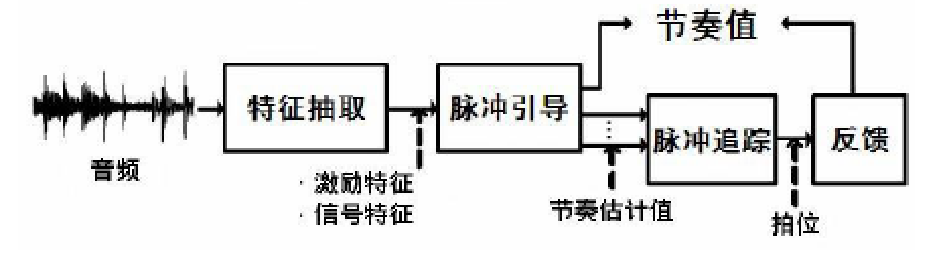 节奏值
特征抽取
脉冲引导
脉冲追踪
反馈
音频
· 激励特征
· 信号特征
节奏估计值
拍位